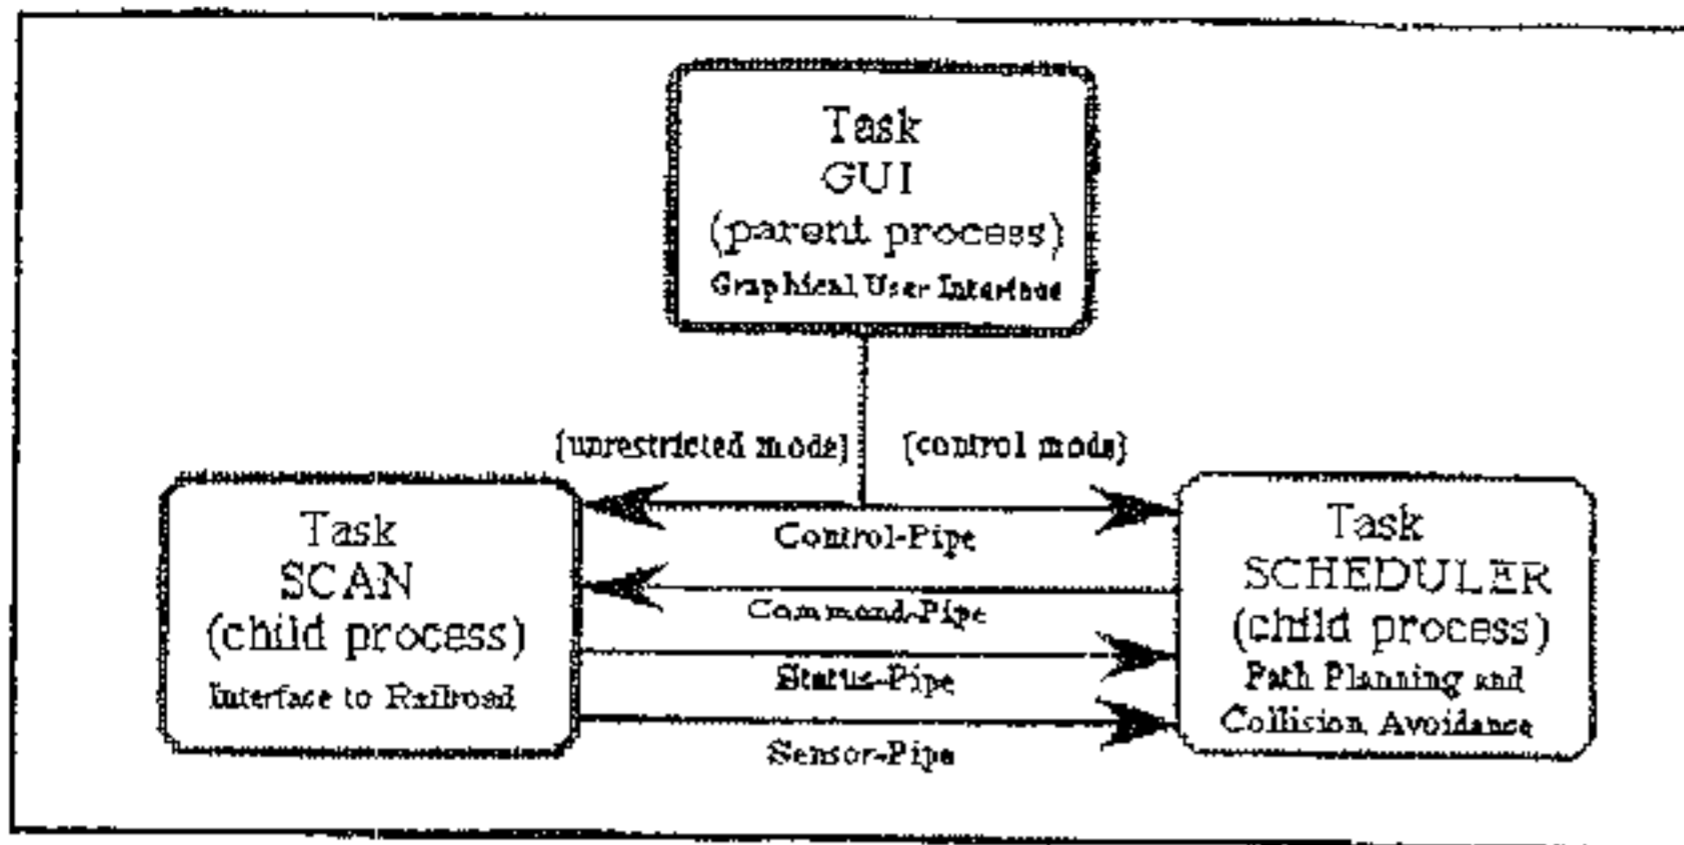 Task
GUI
(parent process)
Graphical User Interface
{unrestricted mode} {control mode}
Task
SCAN
(child process)
Interface to Railroad
Control-Pipe
Command-Pipe
Status-Pipe
Sensor-Pipe
Task
SCHEDULER
(child process)
Path Planning and
Collision Avoidance